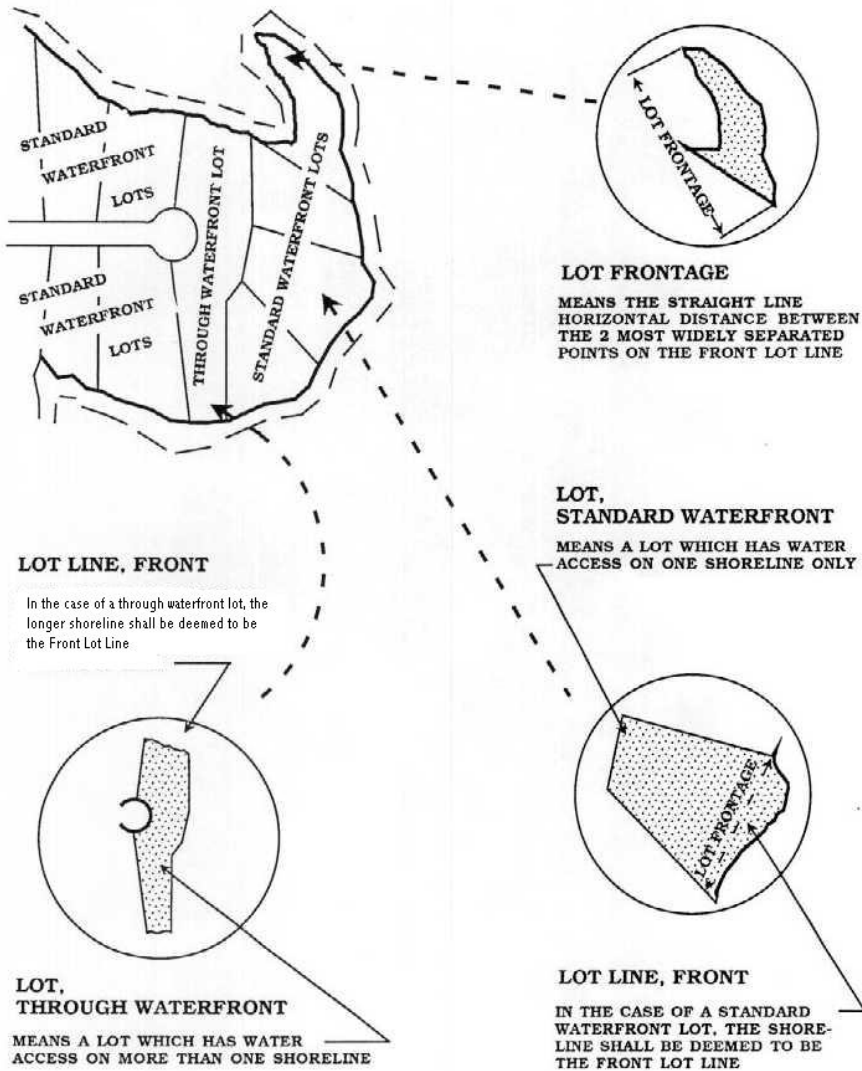 STANDARD
WATERFRONT
LOTS
STANDARD
WATERFRONT
LOTS
THROUGH WATERFRONT LOT
STANDARD WATERFRONT LOTS
LOT FRONTAGE
LOT FRONTAGE
MEANS THE STRAIGHT LINE
HORIZONTAL DISTANCE BETWEEN
THE 2 MOST WIDELY SEPARATED
POINTS ON THE FRONT LOT LINE
LOT,
STANDARD WATERFRONT
MEANS A LOT WHICH HAS WATER
ACCESS ON ONE SHORELINE ONLY
LOT LINE, FRONT
In the case of a through waterfront lot, the
longer shoreline shall be deemed to be
the Front Lot Line
LOT FRONTAGE
LOT,
THROUGH WATERFRONT
MEANS A LOT WHICH HAS WATER
ACCESS ON MORE THAN ONE SHORELINE
LOT LINE, FRONT
IN THE CASE OF A STANDARD
WATERFRONT LOT, THE SHORE-
LINE SHALL BE DEEMED TO BE
THE FRONT LOT LINE